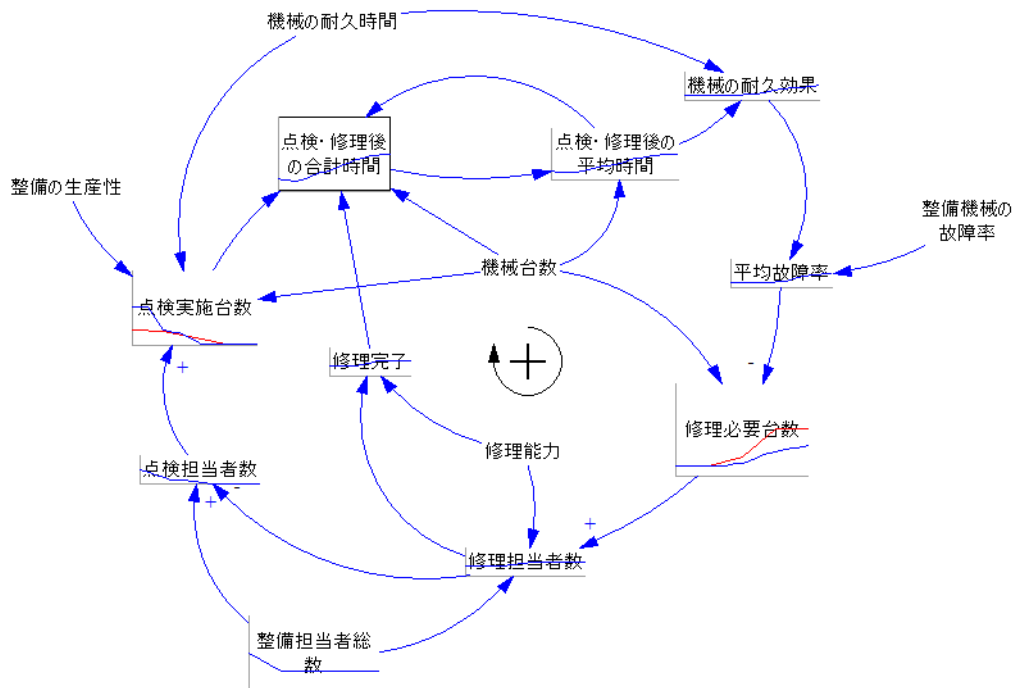 機械の耐久時間
機械の耐久効果
点検・修理後
の合計時間
点検・修理後の
平均時間
整備の生産性
整備機械の
故障率
機械台数
平均故障率
点検実施台数
修理完了
+
-
+
修理必要台数
修理能力
点検担当者数
-
+
+
修理担当者数
整備担当者総
数